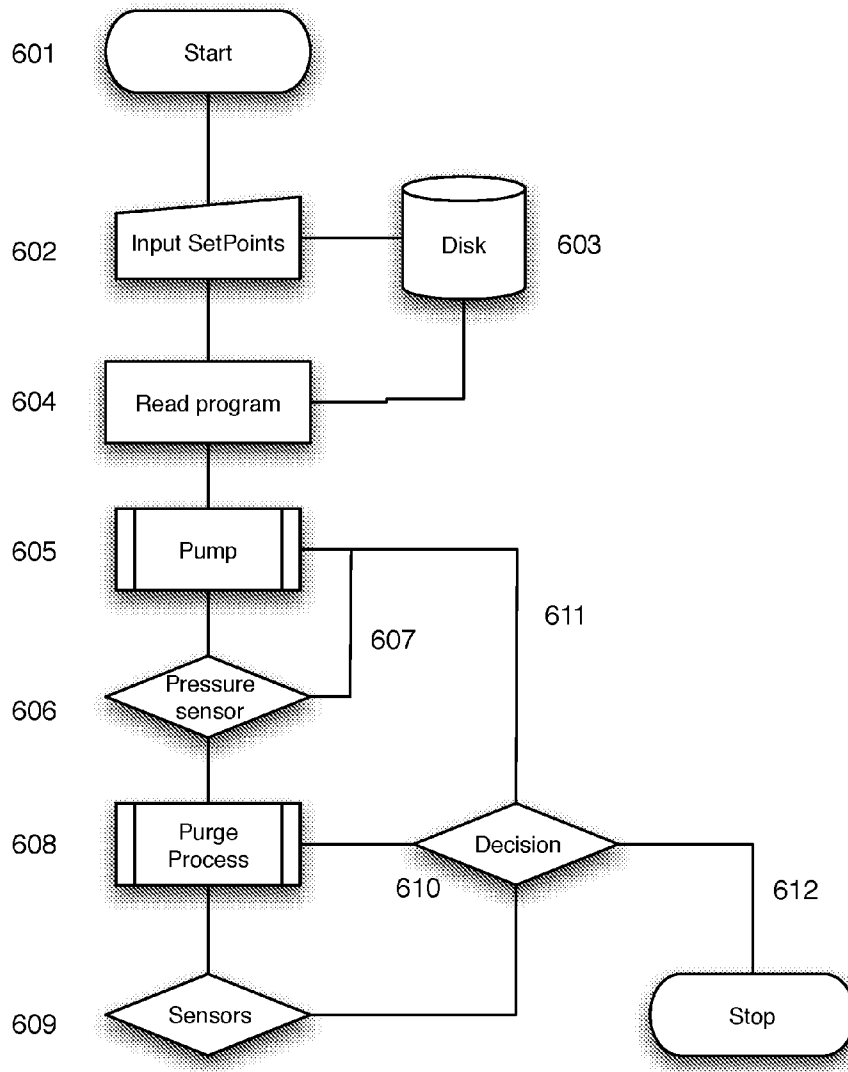 601
Start
602
Input SetPoints
Disk
603
604
Read program
605
Pump
611
607
606
Pressure
sensor
608
Purge
Process
Decision
610
612
609
Sensors
Stop